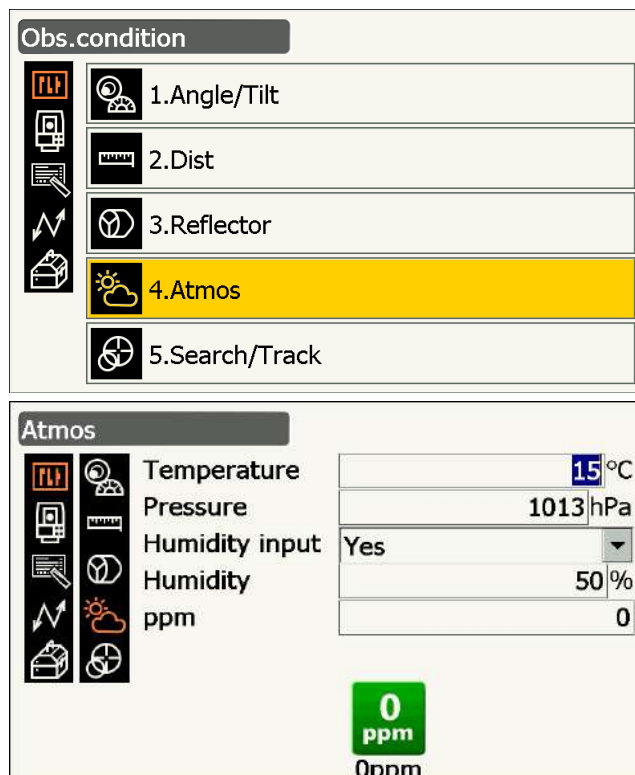 Obs.condition
1.Angle/Tilt
2.Dist
3.Reflector
4.Atmos
5.Search/Track
Atmos
Temperature 15 °C
Pressure 1013 hPa
Humidity input Yes
Humidity 50 %
ppm 0
0
ppm
0ppm